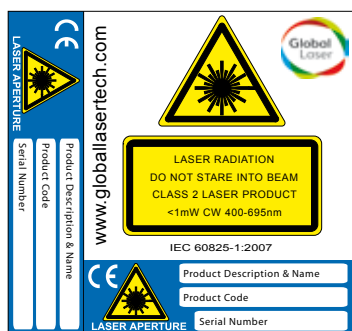 CE
LASER APERTURE
Product Description & Name
Product Code
Serial Number
www.globallasertech.com
Global
Laser
LASER RADIATION
DO NOT STARE INTO BEAM
CLASS 2 LASER PRODUCT
<1mW CW 400-695nm
IEC 60825-1:2007
CE
LASER APERTURE
Product Description & Name
Product Code
Serial Number